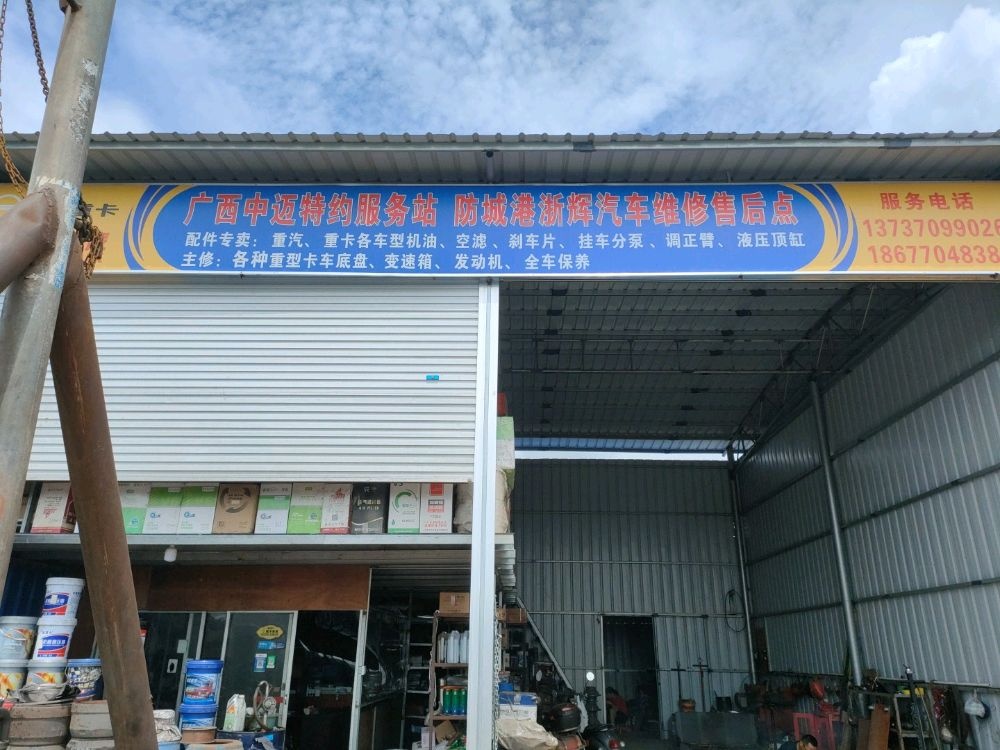 广西中迈特约服务站 防城港浙辉汽车维修售后点
配件专卖：重汽、重卡各车型机油、空滤、刹车片、挂车分泵、调正臂、液压顶缸
主修：各种重型卡车底盘、变速箱、发动机、全车保养
卡
服务电话
13737099026
1867704838